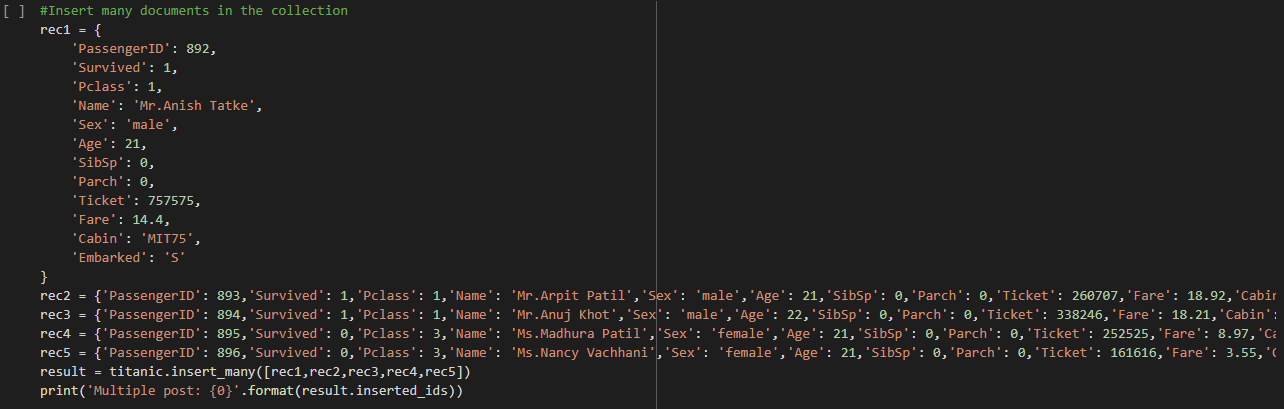 [ ] #Insert many documents in the collection
rec1 = {
'PassengerID': 892,
'Survived': 1,
'Pclass': 1,
'Name': 'Mr.Anish Tatke',
'Sex': 'male',
'Age': 21,
'SibSp': 0,
'Parch': 0,
'Ticket': 757575,
'Fare': 14.4,
'Cabin': 'MIT75',
'Embarked': 'S'
}
rec2 = {'PassengerID': 893,'Survived': 1,'Pclass': 1,'Name': 'Mr.Arpit Patil','Sex': 'male','Age': 21,'SibSp': 0,'Parch': 0,'Ticket': 260707,'Fare': 18.92,'Cabin
rec3 = {'PassengerID': 894,'Survived': 1,'Pclass': 1,'Name': 'Mr.Anuj Khot','Sex': 'male','Age': 22,'SibSp': 0,'Parch': 0,'Ticket': 338246,'Fare': 18.21,'Cabin':
rec4 = {'PassengerID': 895,'Survived': 0,'Pclass': 3,'Name': 'Ms.Madhura Patil','Sex': 'female','Age': 21,'SibSp': 0,'Parch': 0,'Ticket': 252525,'Fare': 8.97,'Ca
rec5 = {'PassengerID': 896,'Survived': 0,'Pclass': 3,'Name': 'Ms.Nancy Vachhani','Sex': 'female','Age': 21,'SibSp': 0,'Parch': 0,'Ticket': 161616,'Fare': 3.55,'C
result = titanic.insert_many([rec1,rec2,rec3,rec4,rec5])
print('Multiple post: {0}'.format(result.inserted_ids))